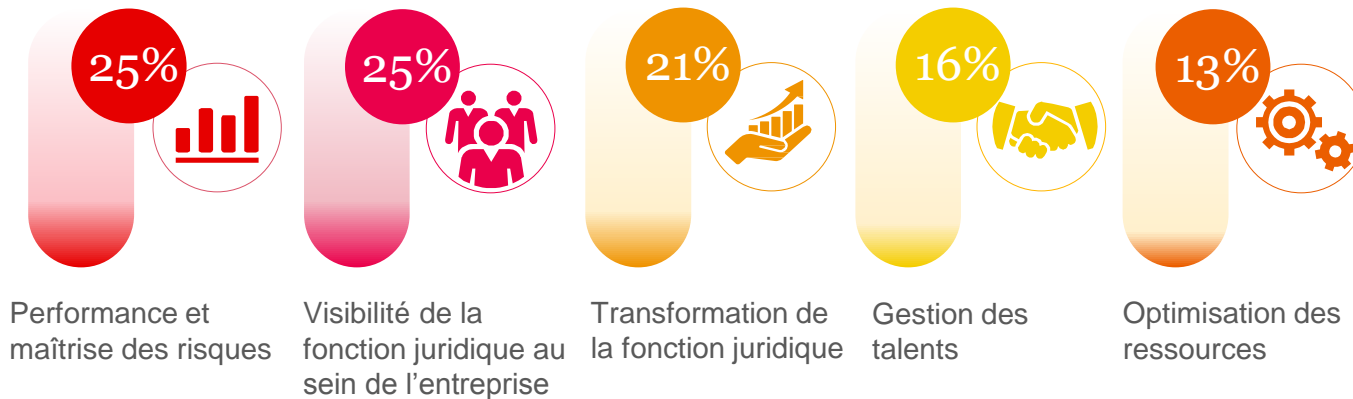 25%
25%
21%
16%
13%
Performance et
maîtrise des risques
Visibilité de la
fonction juridique au
sein de l’entreprise
Transformation de
la fonction juridique
Gestion des
talents
Optimisation des
ressources